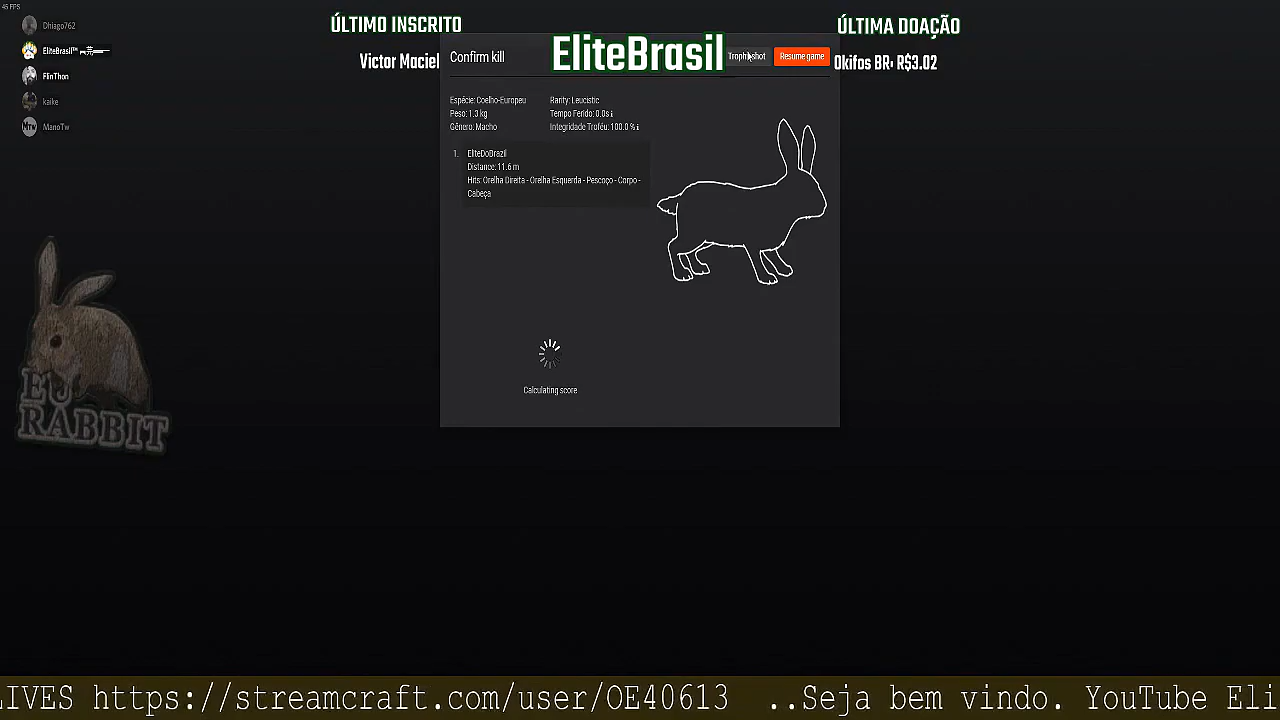 45 FPS
Dhiago762
EliteBrasil™
FlinThon
kaike
MTW
ManoTw
ÚLTIMO INSCRITO
Victor Maciel
EliteBrasil
ÚLTIMA DOAÇÃO
Okifos BR: R$3.02
Confirm kill
Trophy shot
Resume game
Espécie: Coelho-Europeu
Peso: 1.3 kg
Gênero: Macho
Rarity: Leucistic
Tempo Ferido: 0.0s i
Integridade Troféu: 100.0 % i
1. EliteDoBrazil
Distance: 11.6 m
Hits: Orelha Direita - Orelha Esquerda - Pescoço - Corpo -
Cabeça
Calculating score
EU
RABBIT
LIVES https://streamcraft.com/user/OE40613 ..Seja bem vindo. YouTube Eli